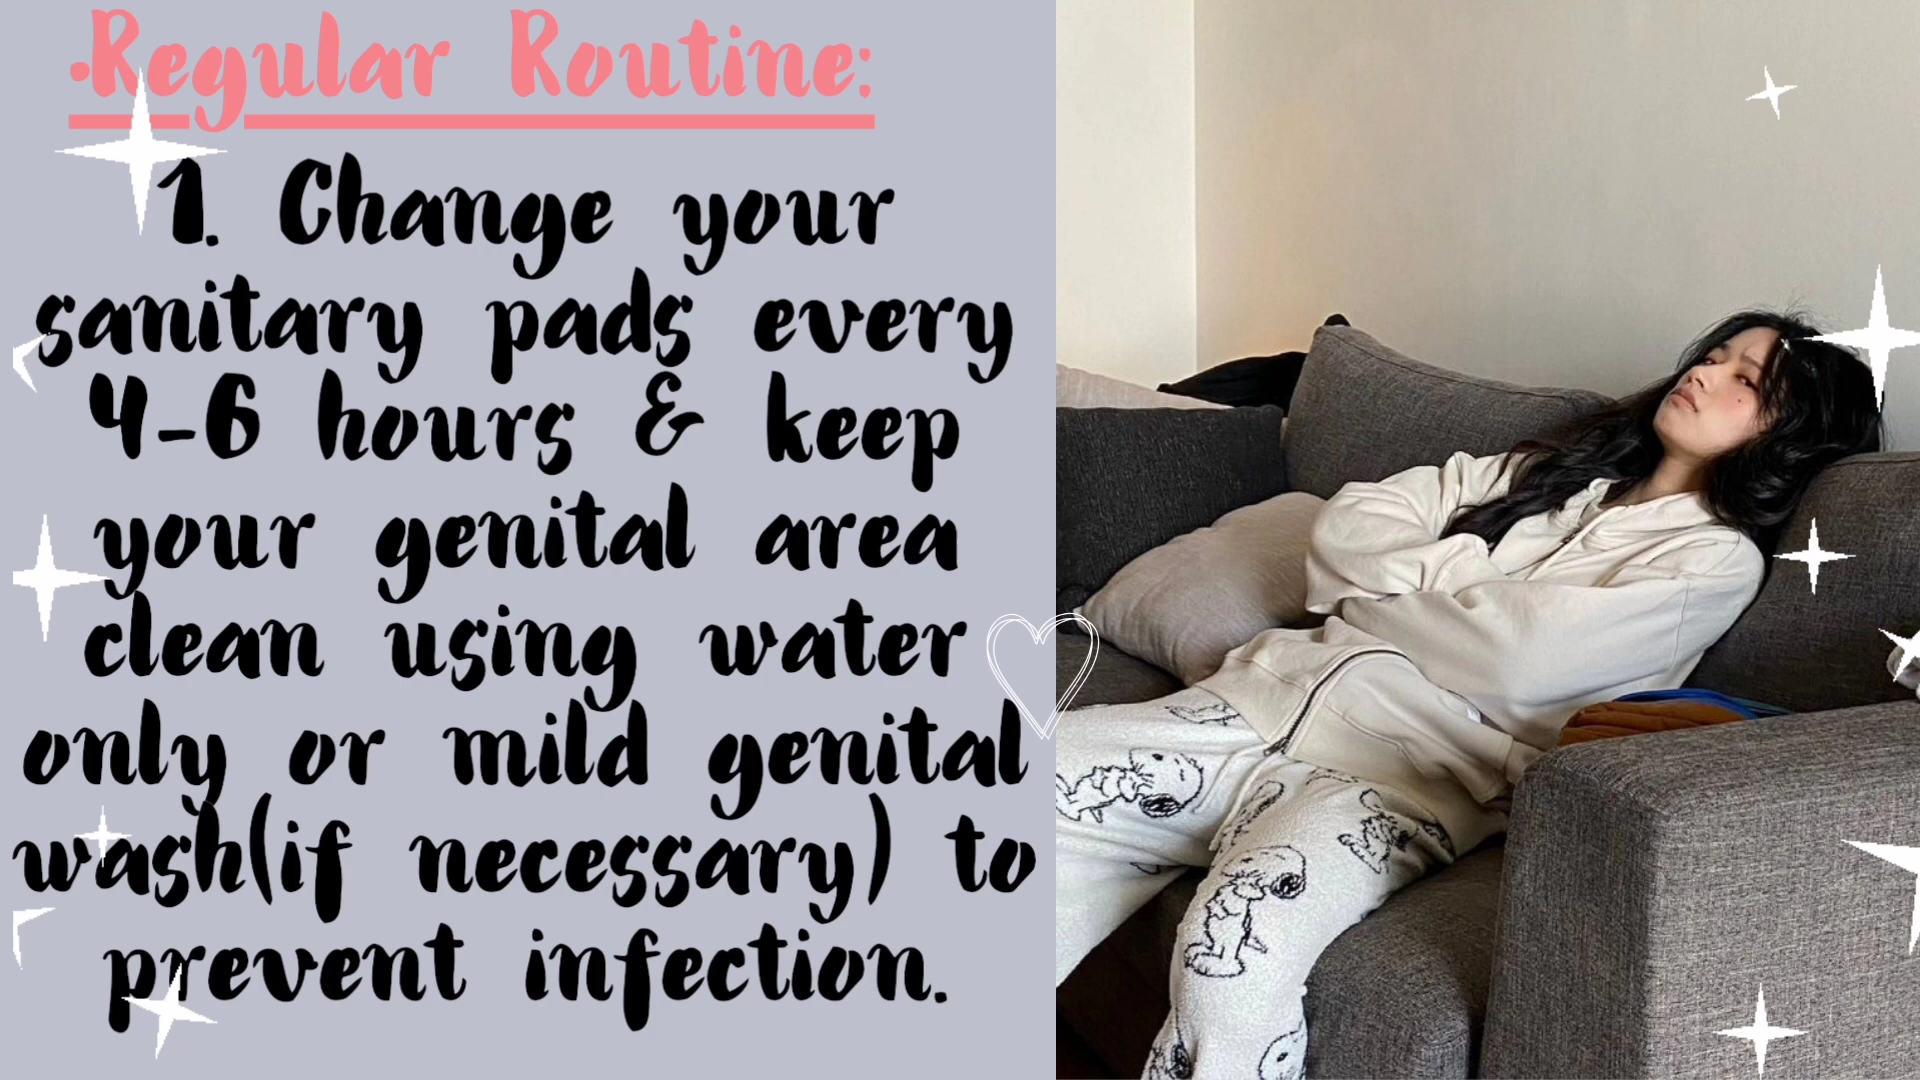 •Regular Routine:
1. Change your
sanitary pads every
4-6 hours & keep
your genital area
clean using water
only or mild genital
wash(if necessary) to
prevent infection.